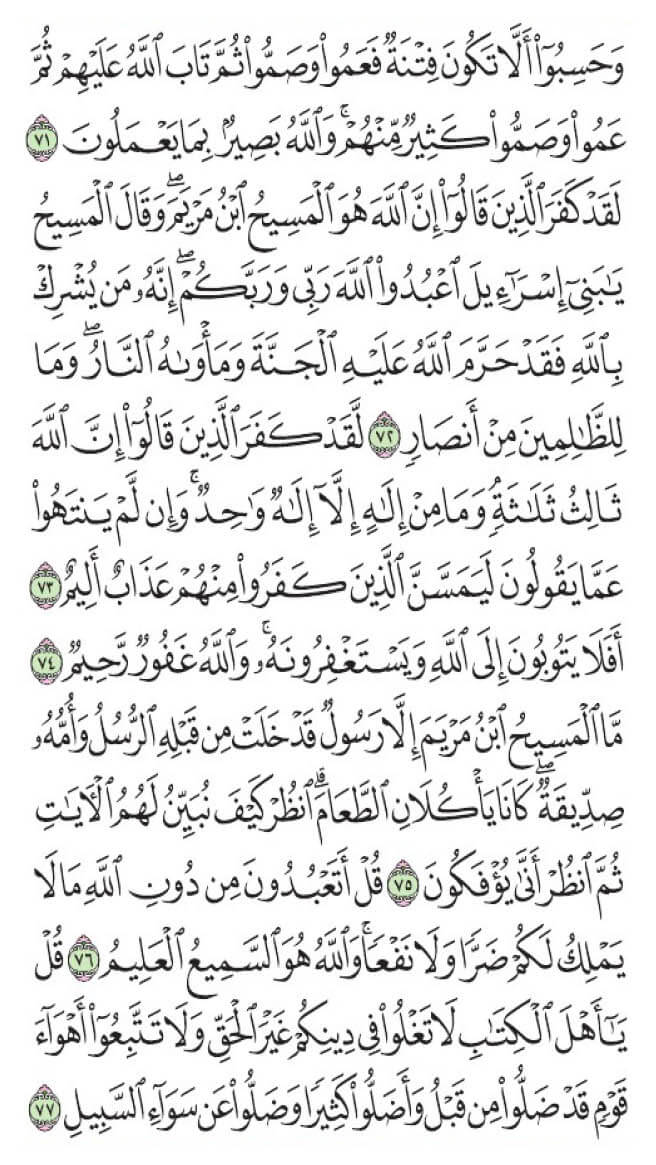 وَحَسِبُوٓا۟ أَلَّا تَكُونَ فِتْنَةٌ فَعَمُوا۟ وَصَمُّوا۟ ثُمَّ تَابَ ٱللَّهُ عَلَيْهِمْ ثُمَّ
عَمُوا۟ وَصَمُّوا۟ كَثِيرٌ مِّنْهُمْ ۚ وَٱللَّهُ بَصِيرٌۢ بِمَا يَعْمَلُونَ ٧١
لَقَدْ كَفَرَ ٱلَّذِينَ قَالُوٓا۟ إِنَّ ٱللَّهَ هُوَ ٱلْمَسِيحُ ٱبْنُ مَرْيَمَ ۖ وَقَالَ ٱلْمَسِيحُ
يَٰبَنِىٓ إِسْرَٰٓءِيلَ ٱعْبُدُوا۟ ٱللَّهَ رَبِّى وَرَبَّكُمْ ۖ إِنَّهُۥ مَن يُشْرِكْ
بِٱللَّهِ فَقَدْ حَرَّمَ ٱللَّهُ عَلَيْهِ ٱلْجَنَّةَ وَمَأْوَىٰهُ ٱلنَّارُ ۖ وَمَا
لِلظَّٰلِمِينَ مِنْ أَنصَارٍ ٧٢ لَّقَدْ كَفَرَ ٱلَّذِينَ قَالُوٓا۟ إِنَّ ٱللَّهَ
ثَالِثُ ثَلَٰثَةٍ ۘ وَمَا مِنْ إِلَٰهٍ إِلَّآ إِلَٰهٌ وَٰحِدٌ ۚ وَإِن لَّمْ يَنتَهُوا۟
عَمَّا يَقُولُونَ لَيَمَسَّنَّ ٱلَّذِينَ كَفَرُوا۟ مِنْهُمْ عَذَابٌ أَلِيمٌ ٧٣
أَفَلَا يَتُوبُونَ إِلَى ٱللَّهِ وَيَسْتَغْفِرُونَهُۥ ۚ وَٱللَّهُ غَفُورٌ رَّحِيمٌ ٧٤
مَّا ٱلْمَسِيحُ ٱبْنُ مَرْيَمَ إِلَّا رَسُولٌ قَدْ خَلَتْ مِن قَبْلِهِ ٱلرُّسُلُ وَأُمُّهُۥ
صِدِّيقَةٌ ۖ كَانَا يَأْكُلَانِ ٱلطَّعَامَ ۗ ٱنظُرْ كَيْفَ نُبَيِّنُ لَهُمُ ٱلْءَايَٰتِ
ثُمَّ ٱنظُرْ أَنَّىٰ يُؤْفَكُونَ ٧٥ قُلْ أَتَعْبُدُونَ مِن دُونِ ٱللَّهِ مَا لَا
يَمْلِكُ لَكُمْ ضَرًّا وَلَا نَفْعًا ۚ وَٱللَّهُ هُوَ ٱلسَّمِيعُ ٱلْعَلِيمُ ٧٦ قُلْ
يَٰٓأَهْلَ ٱلْكِتَٰبِ لَا تَغْلُوا۟ فِى دِينِكُمْ غَيْرَ ٱلْحَقِّ وَلَا تَتَّبِعُوٓا۟ أَهْوَآءَ
قَوْمٍ قَدْ ضَلُّوا۟ مِن قَبْلُ وَأَضَلُّوا۟ كَثِيرًا وَضَلُّوا۟ عَن سَوَآءِ ٱلسَّبِيلِ ٧٧